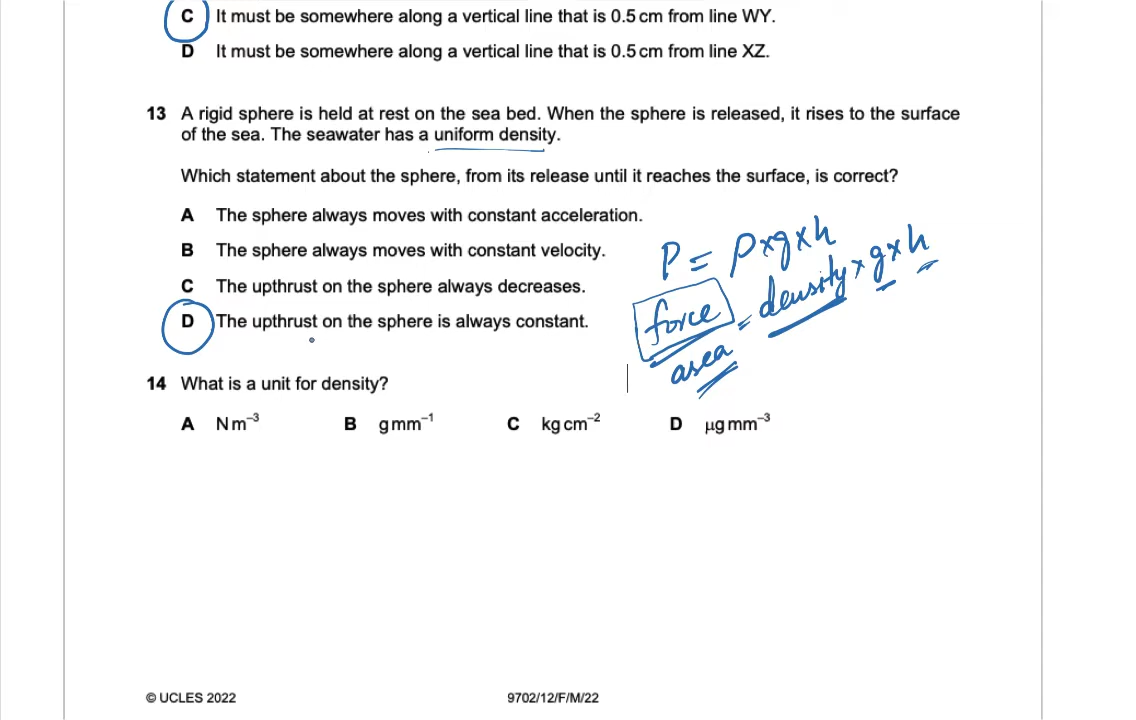 C It must be somewhere along a vertical line that is 0.5 cm from line WY.
D It must be somewhere along a vertical line that is 0.5 cm from line XZ.
13 A rigid sphere is held at rest on the sea bed. When the sphere is released, it rises to the surface
of the sea. The seawater has a uniform density.
Which statement about the sphere, from its release until it reaches the surface, is correct?
A The sphere always moves with constant acceleration.
B The sphere always moves with constant velocity.
C The upthrust on the sphere always decreases.
D The upthrust on the sphere is always constant.
P = ρ×g×h
force = density × g × h
area
14 What is a unit for density?
A N m⁻³ B g mm⁻¹ C kg cm⁻² D μg mm⁻³
© UCLES 2022 9702/12/F/M/22